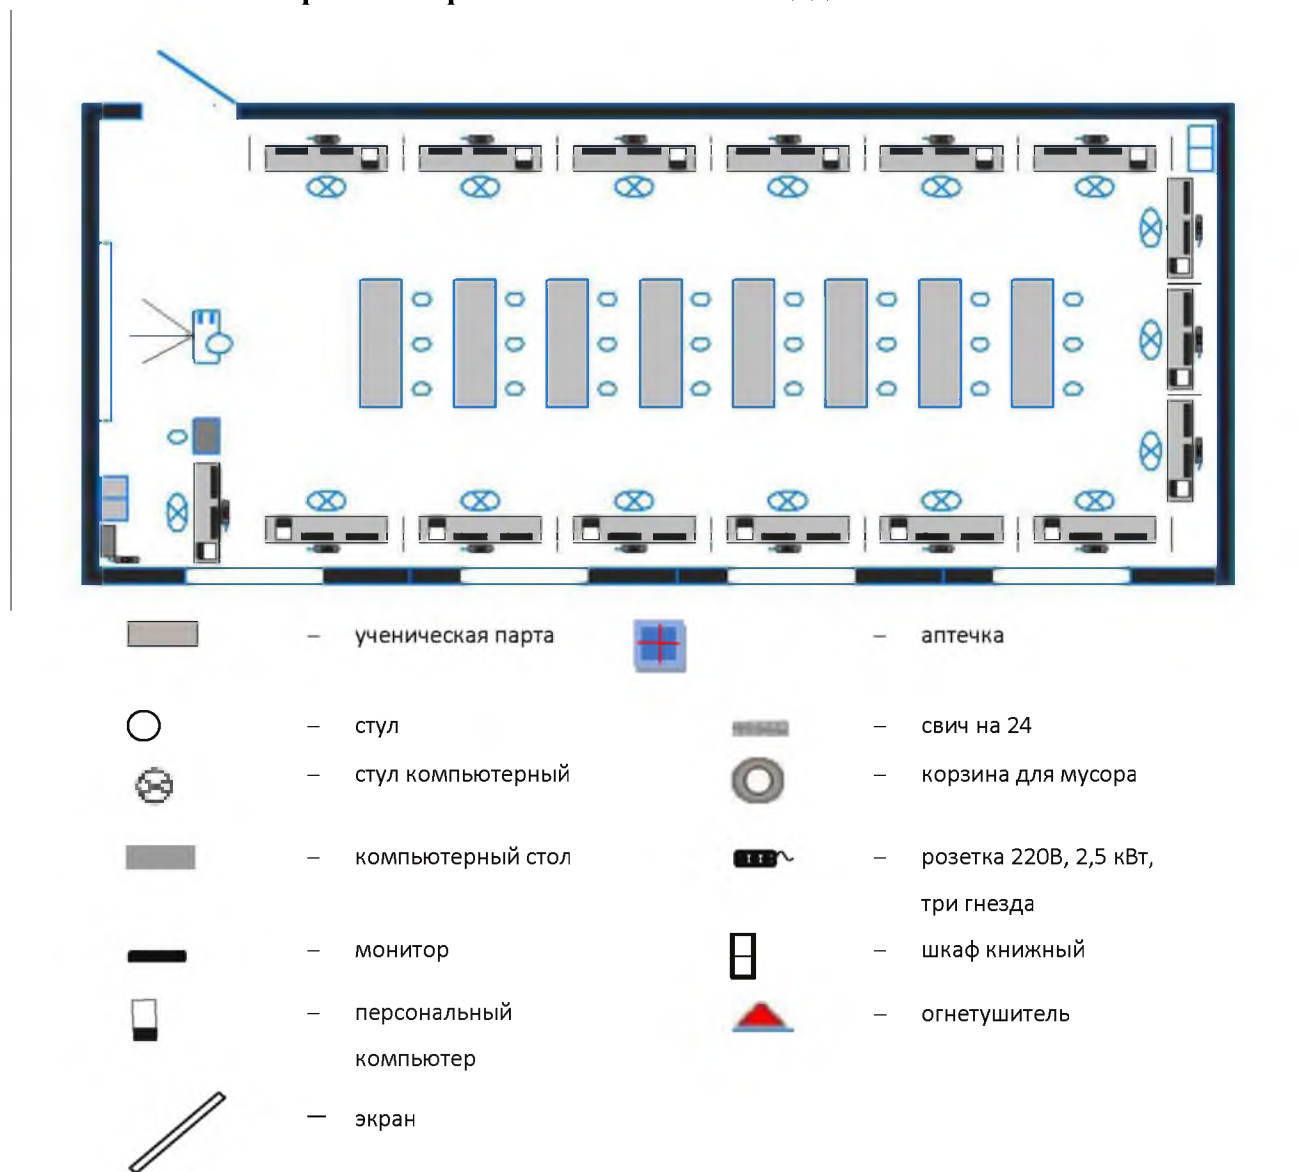 – ученическая парта
– аптечка
– стул
– свич на 24
– стул компьютерный
– корзина для мусора
– компьютерный стол
– розетка 220В, 2,5 кВт,
три гнезда
– монитор
– шкаф книжный
– персональный
компьютер
– огнетушитель
– экран